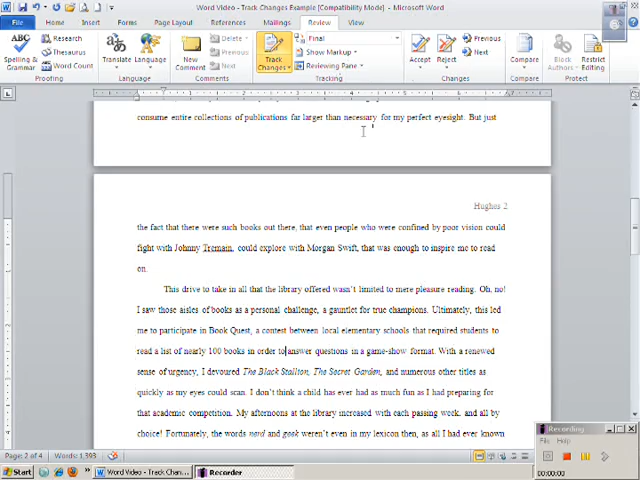 Word Video - Track Changes Example [Compatibility Mode] - Microsoft Word
File Home Insert Forms Page Layout References Mailings Review View
ABC Spelling & Grammar Research Thesaurus Word Count Proofing
Translate Language Language
New Comment Delete Previous Next Comments
Track Changes Final Show Markup Reviewing Pane Tracking
Accept Reject Previous Next Changes
Compare Compare
Block Authors Restrict Editing Protect
consume entire collections of publications far larger than necessary for my perfect eyesight. But just
Hughes 2
the fact that there were such books out there, that even people who were confined by poor vision could
fight with Johnny Tremain, could explore with Morgan Swift, that was enough to inspire me to read
on.
This drive to take in all that the library offered wasn't limited to mere pleasure reading. Oh, no!
I saw those aisles of books as a personal challenge, a gauntlet for true champions. Ultimately, this led
me to participate in Book Quest, a contest between local elementary schools that required students to
read a list of nearly 100 books in order to answer questions in a game-show format. With a renewed
sense of urgency, I devoured The Black Stallion, The Secret Garden, and numerous other titles as
quickly as my eyes could scan. I don't think a child has ever had as much fun as I had preparing for
that academic competition. My afternoons at the library increased with each passing week, and all by
choice! Fortunately, the words nerd and geek weren't even in my lexicon then, as all I had ever known
Recording
File Help
00:00:00
Page: 2 of 4 Words: 1,393
Start Word Video - Track Chan... Recorder